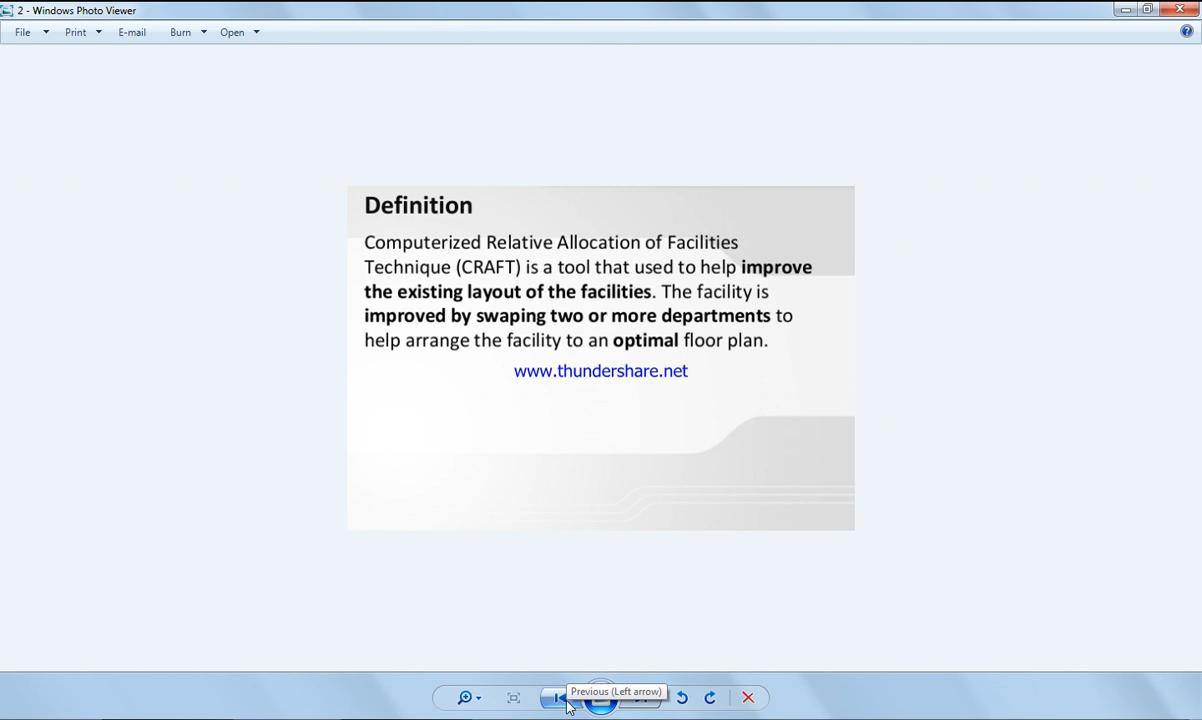 2 - Windows Photo Viewer
File Print E-mail Burn Open
Definition
Computerized Relative Allocation of Facilities
Technique (CRAFT) is a tool that used to help improve
the existing layout of the facilities. The facility is
improved by swaping two or more departments to
help arrange the facility to an optimal floor plan.
www.thundershare.net
Previous (Left arrow)